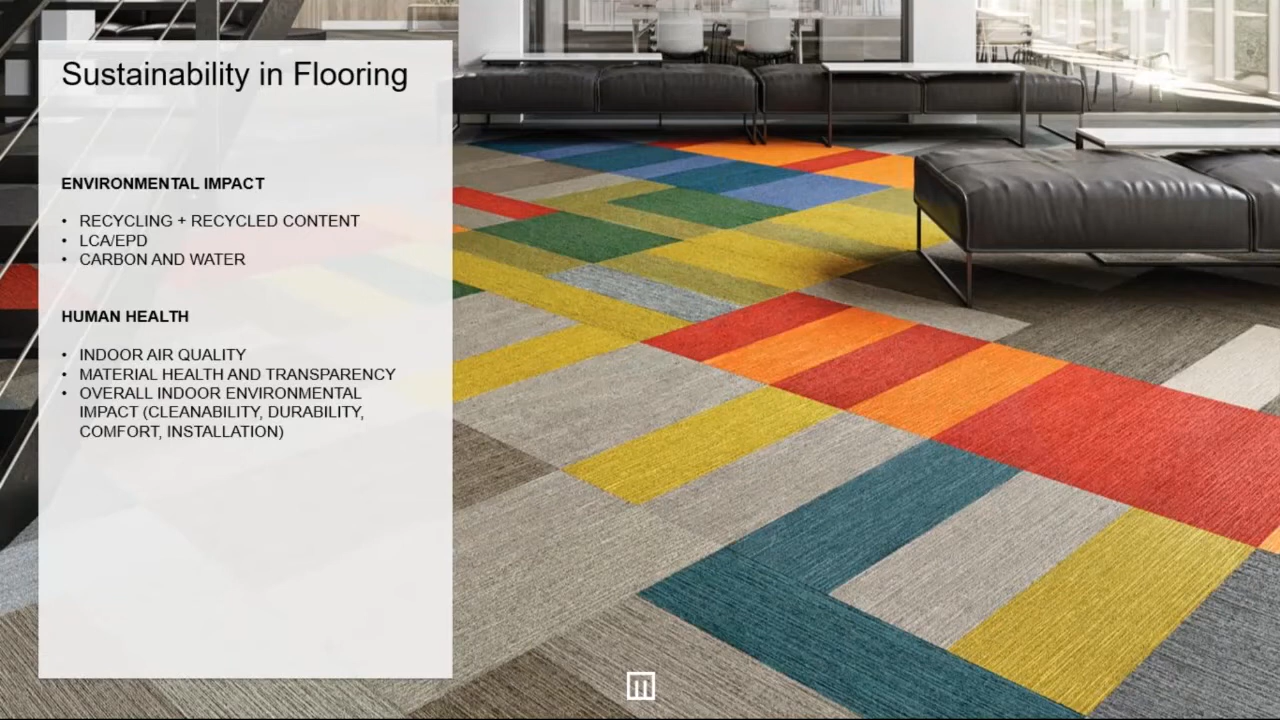 Sustainability in Flooring
ENVIRONMENTAL IMPACT
• RECYCLING + RECYCLED CONTENT
• LCA/EPD
• CARBON AND WATER
HUMAN HEALTH
• INDOOR AIR QUALITY
• MATERIAL HEALTH AND TRANSPARENCY
• OVERALL INDOOR ENVIRONMENTAL
IMPACT (CLEANABILITY, DURABILITY,
COMFORT, INSTALLATION)